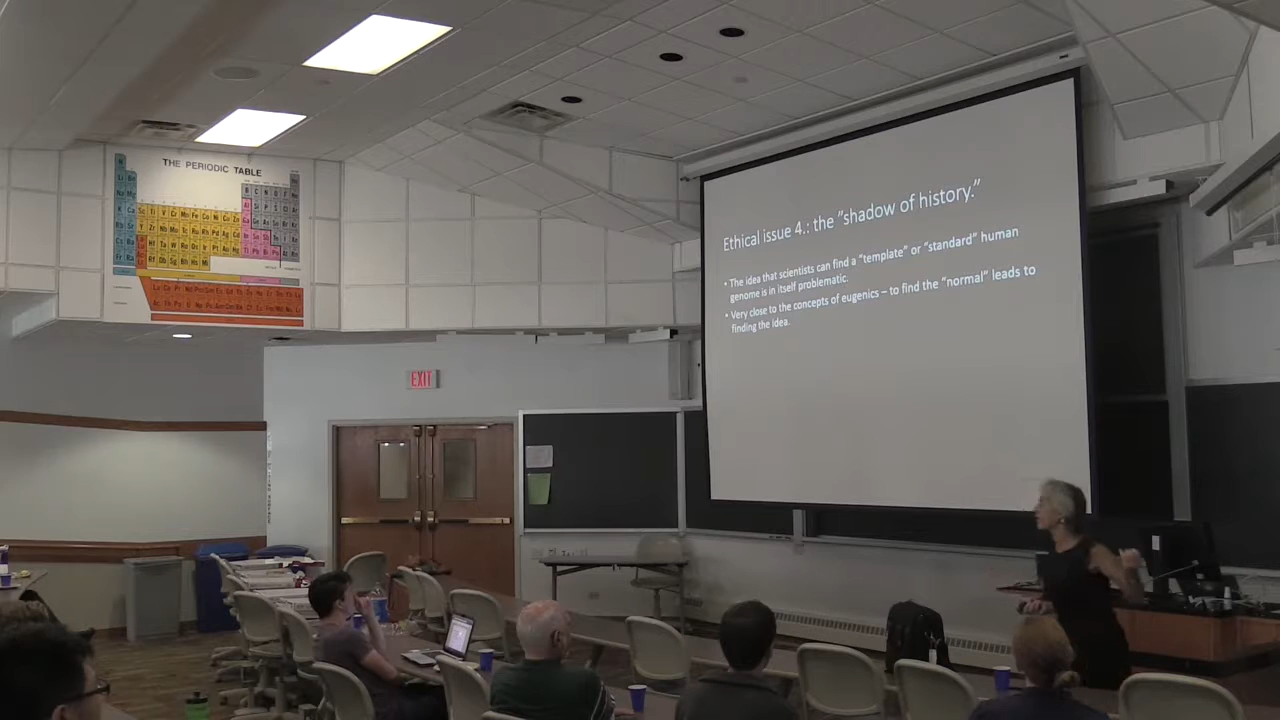 THE PERIODIC TABLE
EXIT
Ethical issue 4.: the "shadow of history."
• The idea that scientists can find a "template" or "standard" human
genome is in itself problematic.
• Very close to the concepts of eugenics – to find the "normal" leads to
finding the idea.